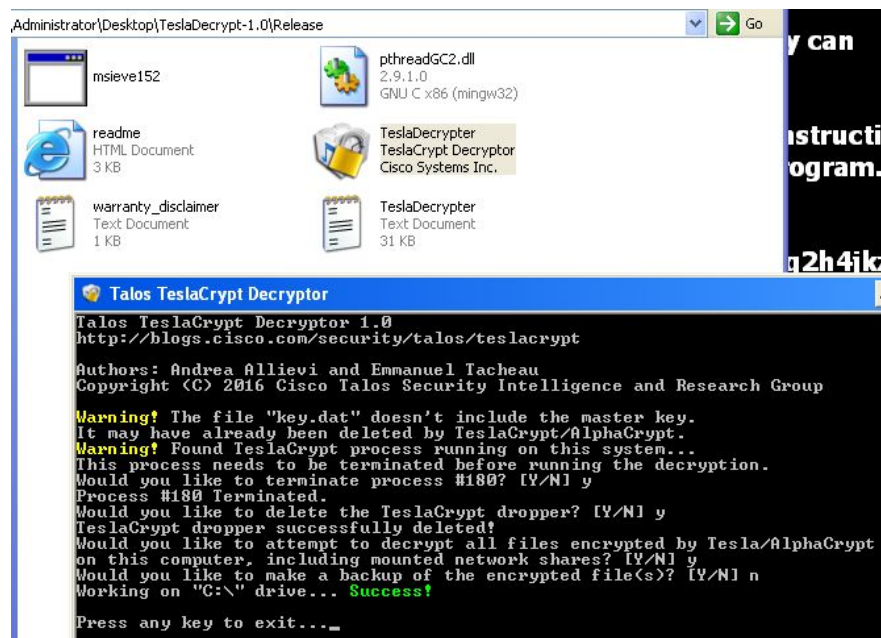 ,Administrator\Desktop\TeslaDecrypt-1.0\Release
Go
msieve152
pthreadGC2.dll
2.9.1.0
GNU C x86 (mingw32)
readme
HTML Document
3 KB
TeslaDecrypter
TeslaCrypt Decryptor
Cisco Systems Inc.
warranty_disclaimer
Text Document
1 KB
TeslaDecrypter
Text Document
31 KB
y can
nstructi
ogram.
g2h4jkz
Talos TeslaCrypt Decryptor
Talos TeslaCrypt Decryptor 1.0
http://blogs.cisco.com/security/talos/teslacrypt
Authors: Andrea Allievi and Emmanuel Tacheau
Copyright (C) 2016 Cisco Talos Security Intelligence and Research Group
Warning! The file "key.dat" doesn't include the master key.
It may have already been deleted by TeslaCrypt/AlphaCrypt.
Warning! Found TeslaCrypt process running on this system...
This process needs to be terminated before running the decryption.
Would you like to terminate process #180? [Y/N] y
Process #180 Terminated.
Would you like to delete the TeslaCrypt dropper? [Y/N] y
TeslaCrypt dropper successfully deleted!
Would you like to attempt to decrypt all files encrypted by Tesla/AlphaCrypt
on this computer, including mounted network shares? [Y/N] y
Would you like to make a backup of the encrypted file(s)? [Y/N] n
Working on "C:\" drive... Success!
Press any key to exit..._